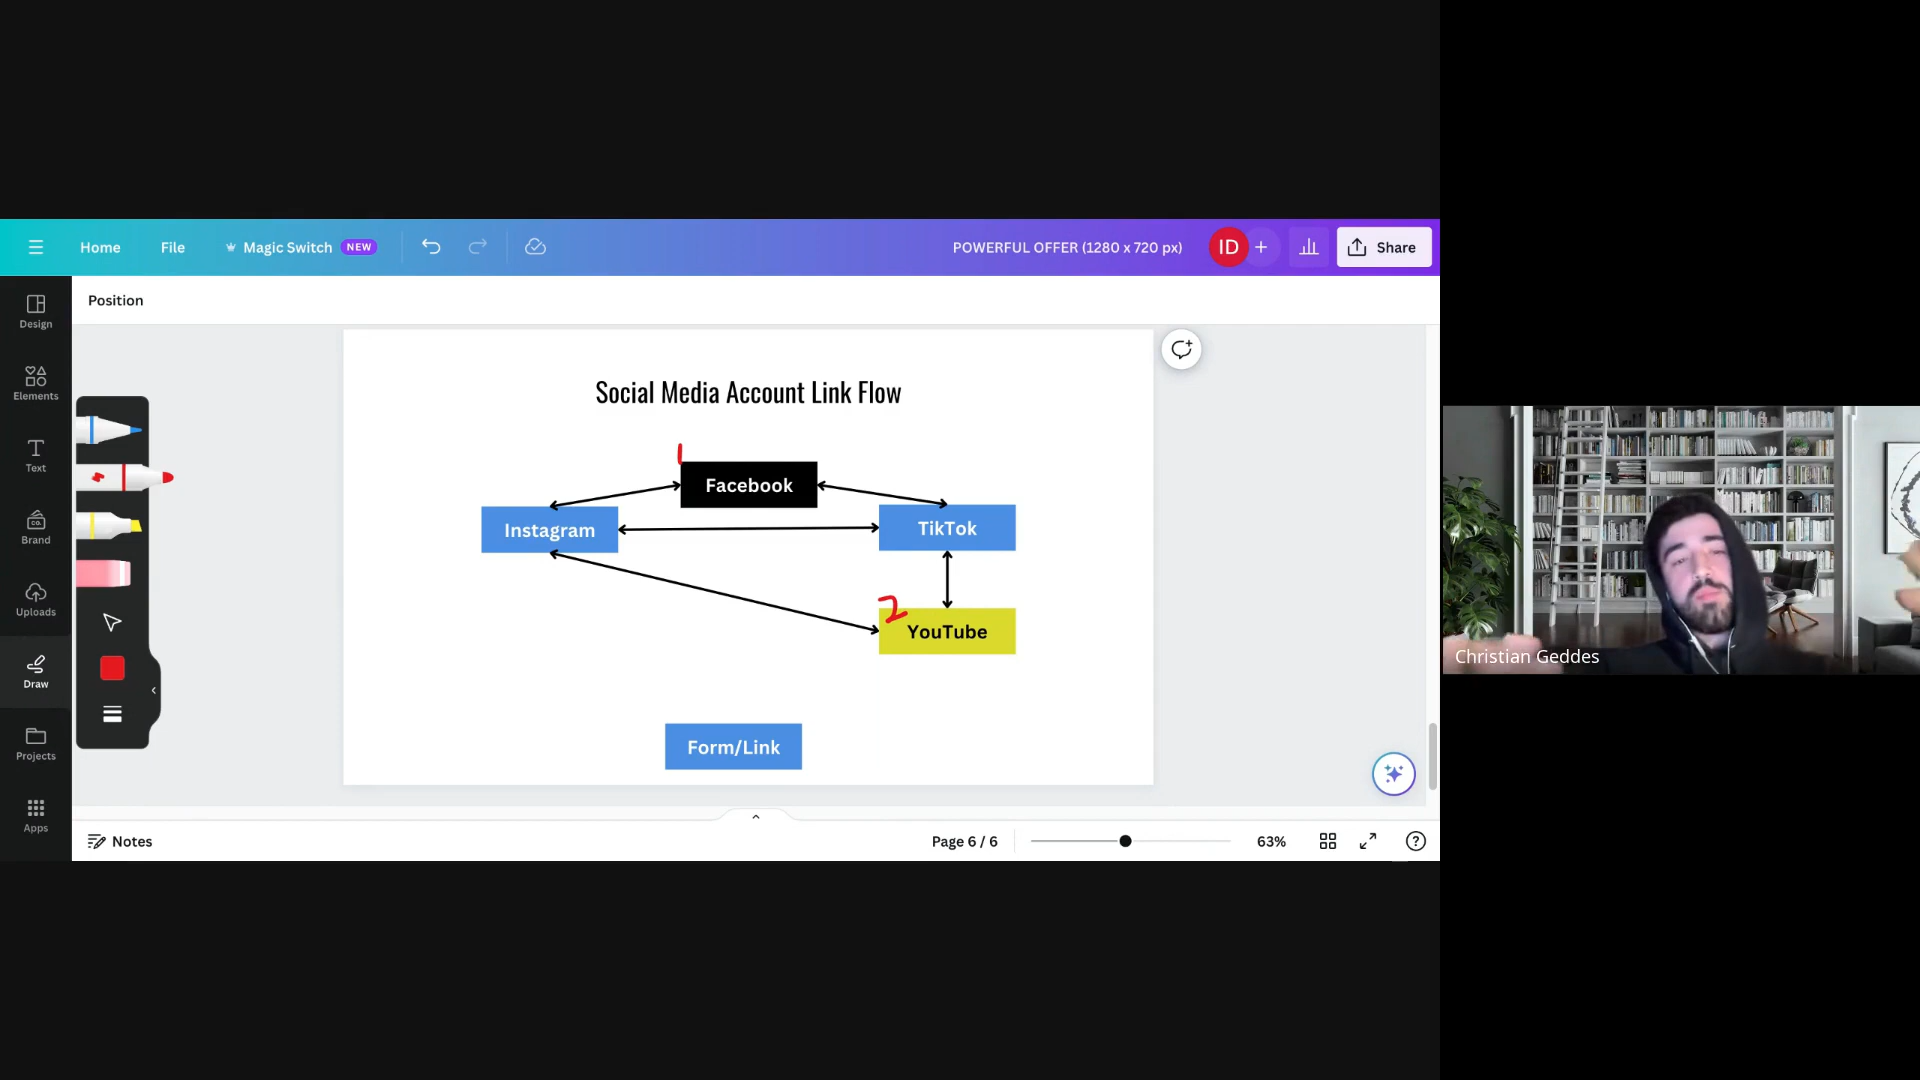 Home File Magic Switch NEW POWERFUL OFFER (1280 x 720 px) ID + Share
Position
Design
Elements
Text
CO.
Brand
Uploads
Draw
Projects
Apps
Social Media Account Link Flow
1
Facebook
Instagram
TikTok
2
YouTube
Form/Link
Notes Page 6 / 6 63% ?
Christian Geddes